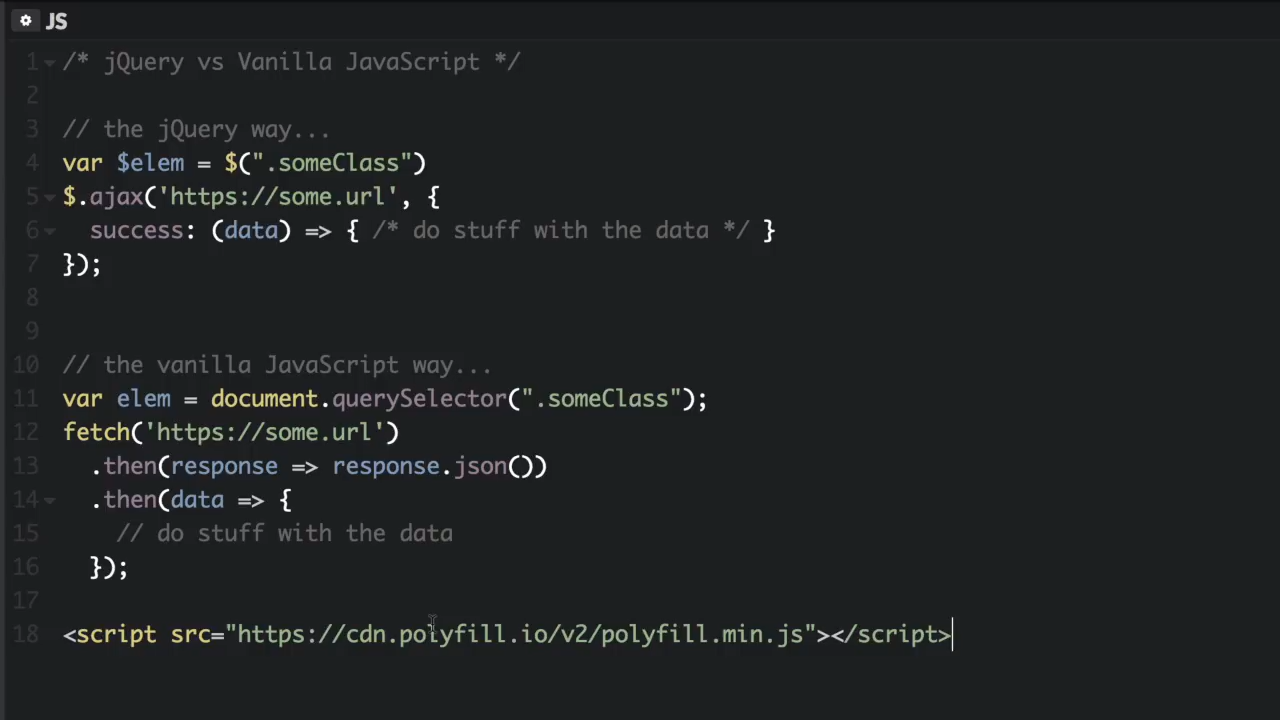 JS
1 /* jQuery vs Vanilla JavaScript */
2
3 // the jQuery way...
4 var $elem = $(".someClass")
5 $.ajax('https://some.url', {
6 success: (data) => { /* do stuff with the data */ }
7 });
8
9
10 // the vanilla JavaScript way...
11 var elem = document.querySelector(".someClass");
12 fetch('https://some.url')
13 .then(response => response.json())
14 .then(data => {
15 // do stuff with the data
16 });
17
18 <script src="https://cdn.polyfill.io/v2/polyfill.min.js"></script>